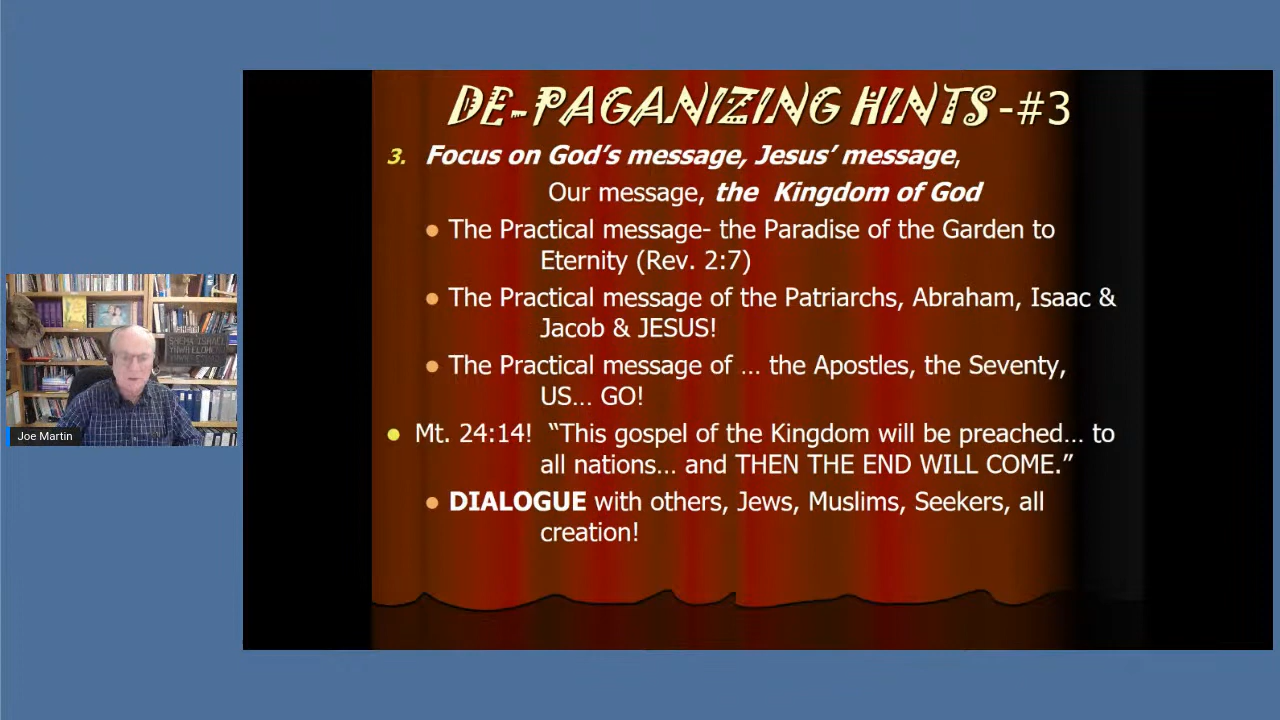 DE-PAGANIZING HINTS -#3
3. Focus on God's message, Jesus' message,
Our message, the Kingdom of God
• The Practical message- the Paradise of the Garden to
Eternity (Rev. 2:7)
• The Practical message of the Patriarchs, Abraham, Isaac &
Jacob & JESUS!
• The Practical message of ... the Apostles, the Seventy,
US... GO!
• Mt. 24:14! “This gospel of the Kingdom will be preached... to
all nations... and THEN THE END WILL COME.”
• DIALOGUE with others, Jews, Muslims, Seekers, all
creation!
SHEMA ISRAEL
Joe Martin